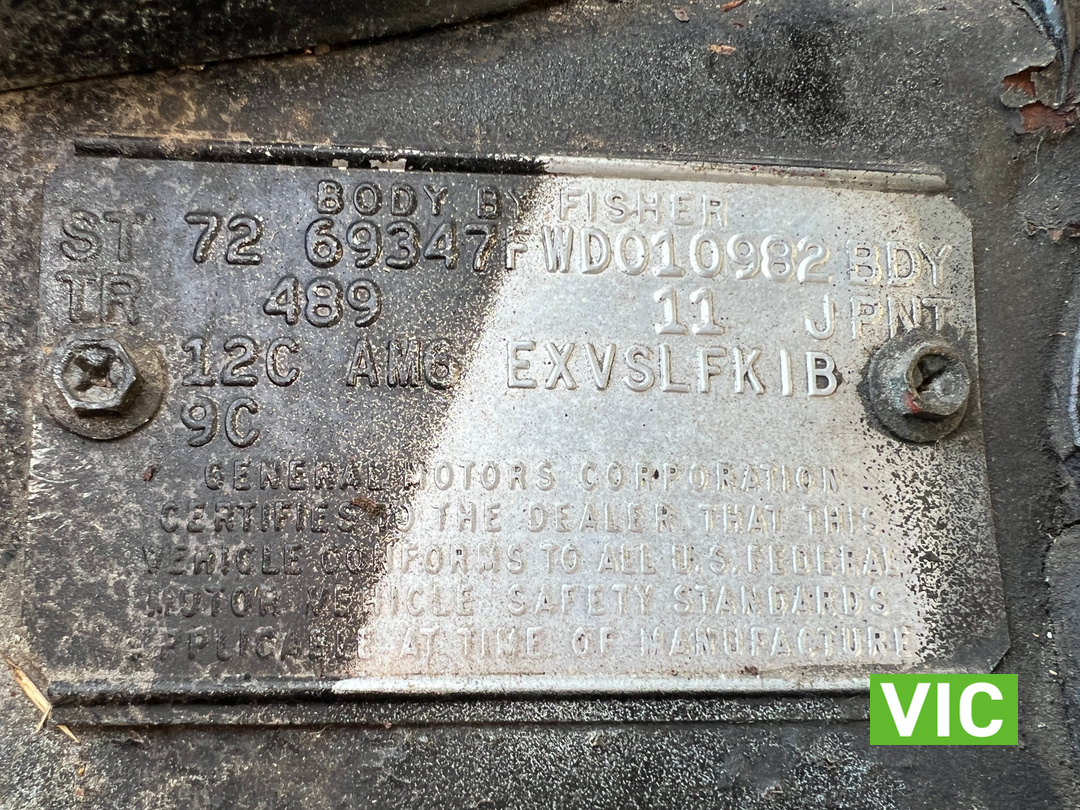 BODY BY FISHER
ST 72 69347 FWD010982 BDY
TR 489 11 J PNT
12C AM6 EXVSLFKIB
9C
GENERAL MOTORS CORPORATION
CERTIFIES TO THE DEALER THAT THIS
VEHICLE CONFORMS TO ALL U.S. FEDERAL
MOTOR VEHICLE SAFETY STANDARDS
APPLICABLE AT TIME OF MANUFACTURE
VIC